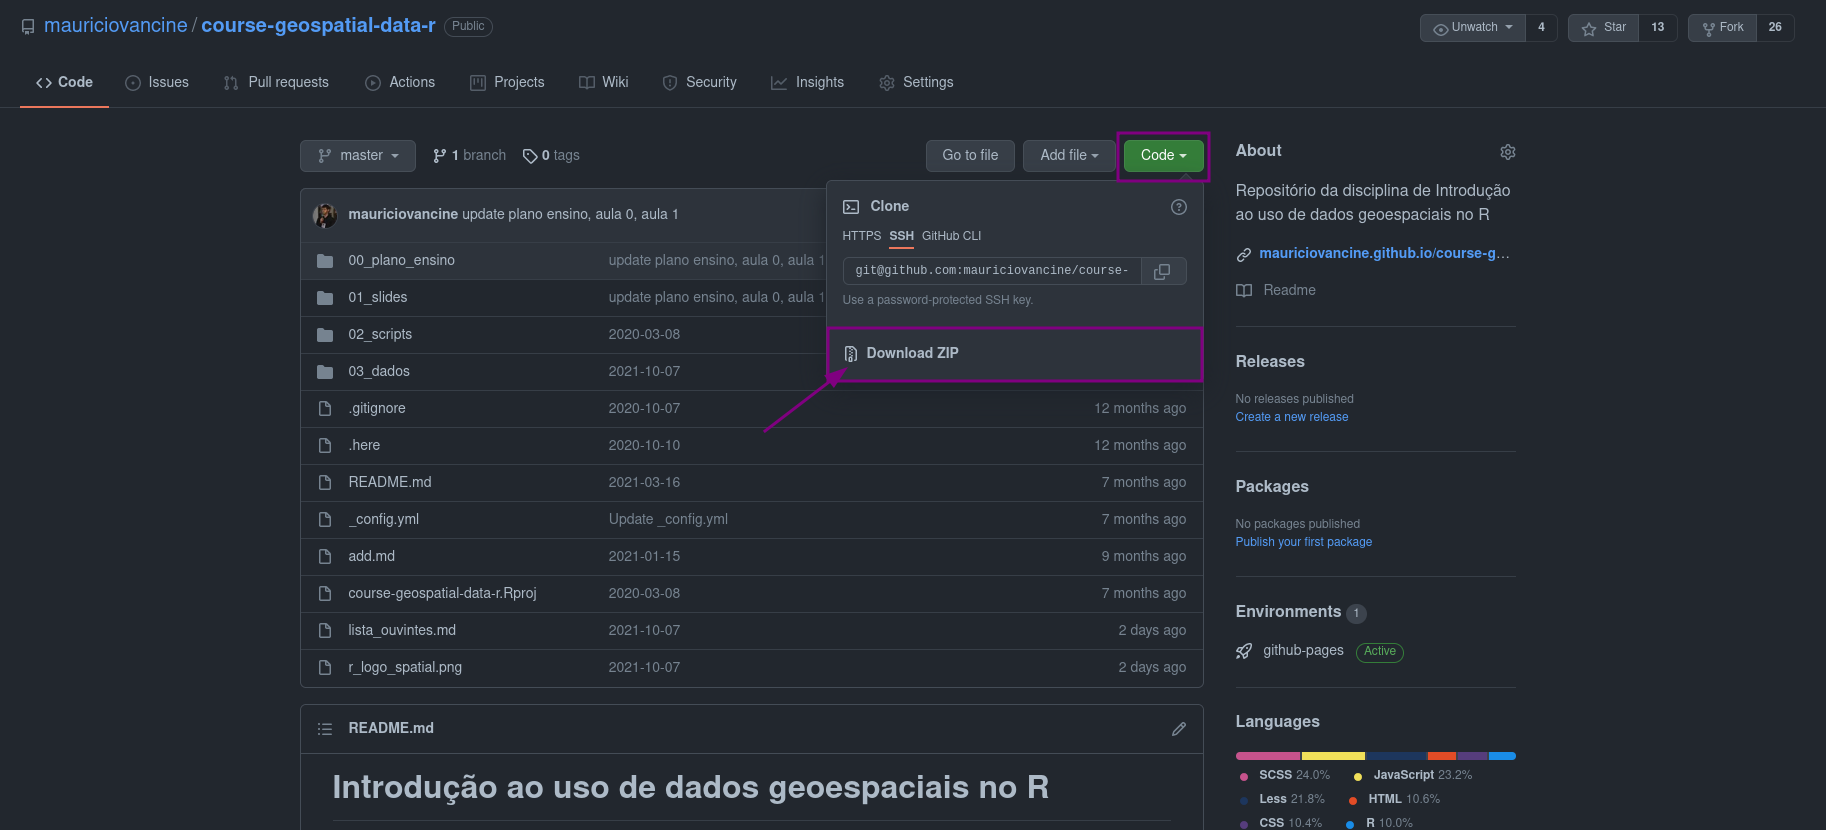 mauriciovancine / course-geospatial-data-r Public
Unwatch 4 Star 13 Fork 26
Code Issues Pull requests Actions Projects Wiki Security Insights Settings
master 1 branch 0 tags Go to file Add file Code
mauriciovancine update plano ensino, aula 0, aula 1
00_plano_ensino update plano ensino, aula 0, aula 1
01_slides update plano ensino, aula 0, aula 1
02_scripts 2020-03-08
03_dados 2021-10-07
.gitignore 2020-10-07 12 months ago
.here 2020-10-10 12 months ago
README.md 2021-03-16 7 months ago
_config.yml Update _config.yml 7 months ago
add.md 2021-01-15 9 months ago
course-geospatial-data-r.Rproj 2020-03-08 7 months ago
lista_ouvintes.md 2021-10-07 2 days ago
r_logo_spatial.png 2021-10-07 2 days ago
Clone
HTTPS SSH GitHub CLI
git@github.com:mauriciovancine/course-
Use a password-protected SSH key.
Download ZIP
README.md
Introdução ao uso de dados geoespaciais no R
About
Repositório da disciplina de Introdução
ao uso de dados geoespaciais no R
mauriciovancine.github.io/course-g...
Readme
Releases
No releases published
Create a new release
Packages
No packages published
Publish your first package
Environments 1
github-pages Active
Languages
SCSS 24.0% JavaScript 23.2%
Less 21.8% HTML 10.6%
CSS 10.4% R 10.0%